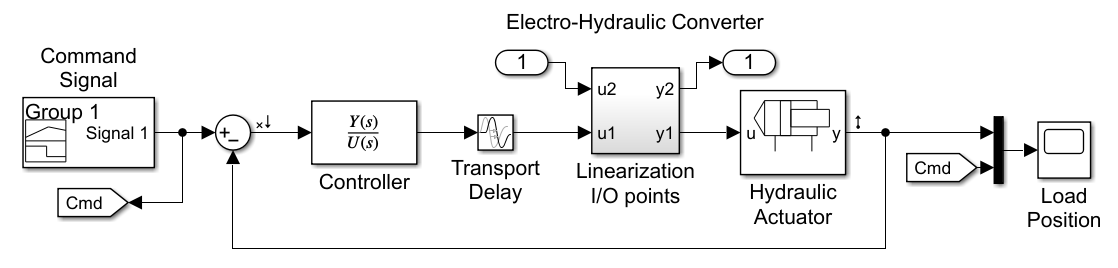 Electro-Hydraulic Converter
Command
Signal
1
1
Group 1
Signal 1
+
−
×
Y(s)
U(s)
u2
y2
u1
y1
u
y
Cmd
Controller
Transport
Delay
Linearization
I/O points
Hydraulic
Actuator
Cmd
Load
Position